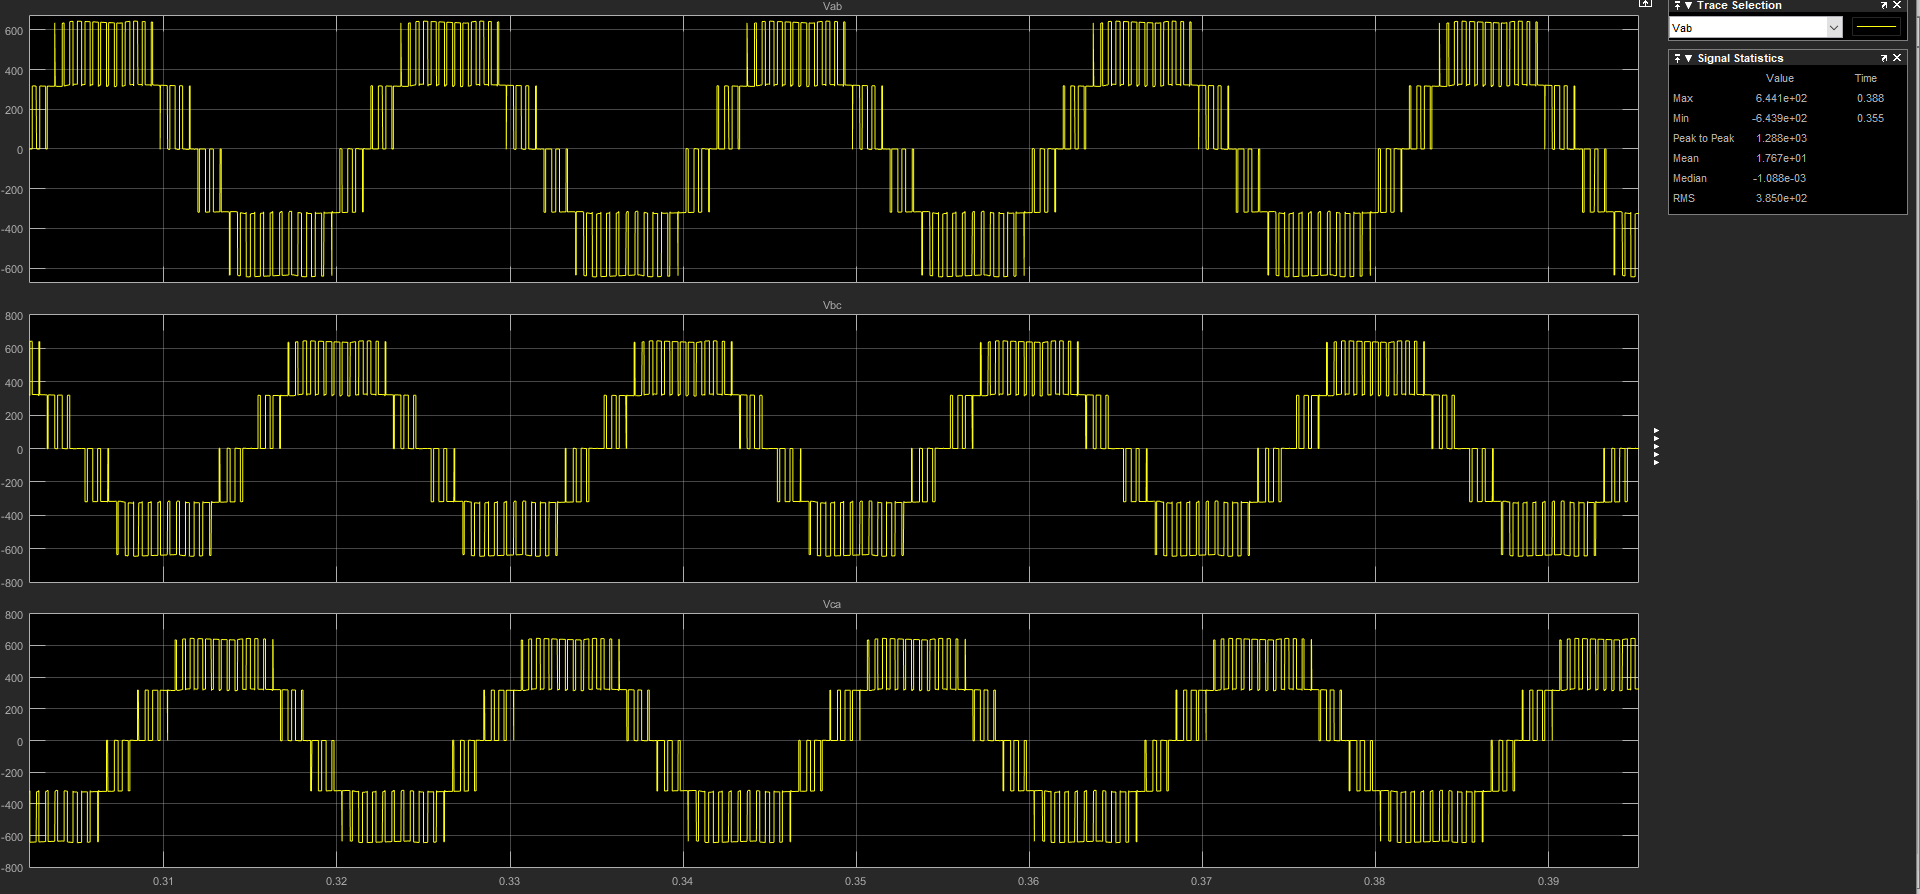 Vab
600
400
200
0
-200
-400
-600
Vbc
800
600
400
200
0
-200
-400
-600
-800
Vca
800
600
400
200
0
-200
-400
-600
-800
0.31 0.32 0.33 0.34 0.35 0.36 0.37 0.38 0.39
Trace Selection
Vab
Signal Statistics
Value Time
Max 6.441e+02 0.388
Min -6.439e+02 0.355
Peak to Peak 1.288e+03
Mean 1.767e+01
Median -1.088e-03
RMS 3.850e+02